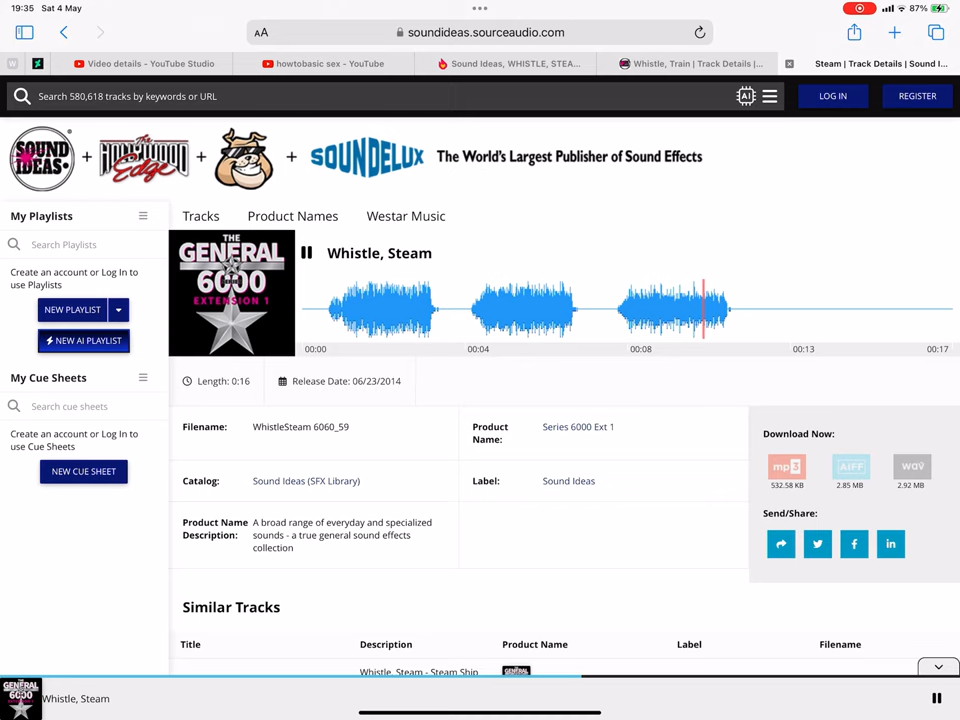 19:35 Sat 4 May
87%
AA
soundideas.sourceaudio.com
W
Video details - YouTube Studio
howtobasic sex - YouTube
Sound Ideas, WHISTLE, STEA...
Whistle, Train | Track Details |...
Steam | Track Details | Sound I...
Search 580,618 tracks by keywords or URL
AI
LOG IN
REGISTER
SOUND IDEAS + THE HOLLYWOOD Edge + + SOUNDELUX The World's Largest Publisher of Sound Effects
My Playlists
Tracks
Product Names
Westar Music
Search Playlists
Create an account or Log In to
use Playlists
NEW PLAYLIST
NEW AI PLAYLIST
THE
GENERAL
SERIES
6000
EXTENSION 1
Whistle, Steam
00:00
00:04
00:08
00:13
00:17
My Cue Sheets
Search cue sheets
Create an account or Log In to
use Cue Sheets
NEW CUE SHEET
Length: 0:16
Release Date: 06/23/2014
Filename:
WhistleSteam 6060_59
Product
Name:
Series 6000 Ext 1
Catalog:
Sound Ideas (SFX Library)
Label:
Sound Ideas
Product Name
Description:
A broad range of everyday and specialized
sounds - a true general sound effects
collection
Download Now:
mp3
AIFF
wav
532.58 KB
2.85 MB
2.92 MB
Send/Share:
f
in
Similar Tracks
Title
Description
Product Name
Label
Filename
Whistle, Steam - Steam Ship
GENERAL
GENERAL
6000
Whistle, Steam